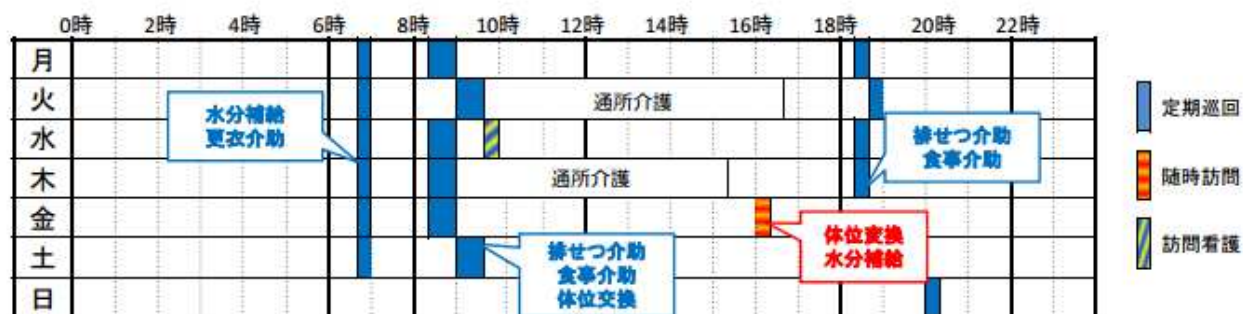 0時 2時 4時 6時 8時 10時 12時 14時 16時 18時 20時 22時
月
火
通所介護
水分補給
更衣介助
定期巡回
水
排せつ介助
食事介助
木
通所介護
随時訪問
金
体位変換
水分補給
土
排せつ介助
食事介助
体位交換
訪問看護
日